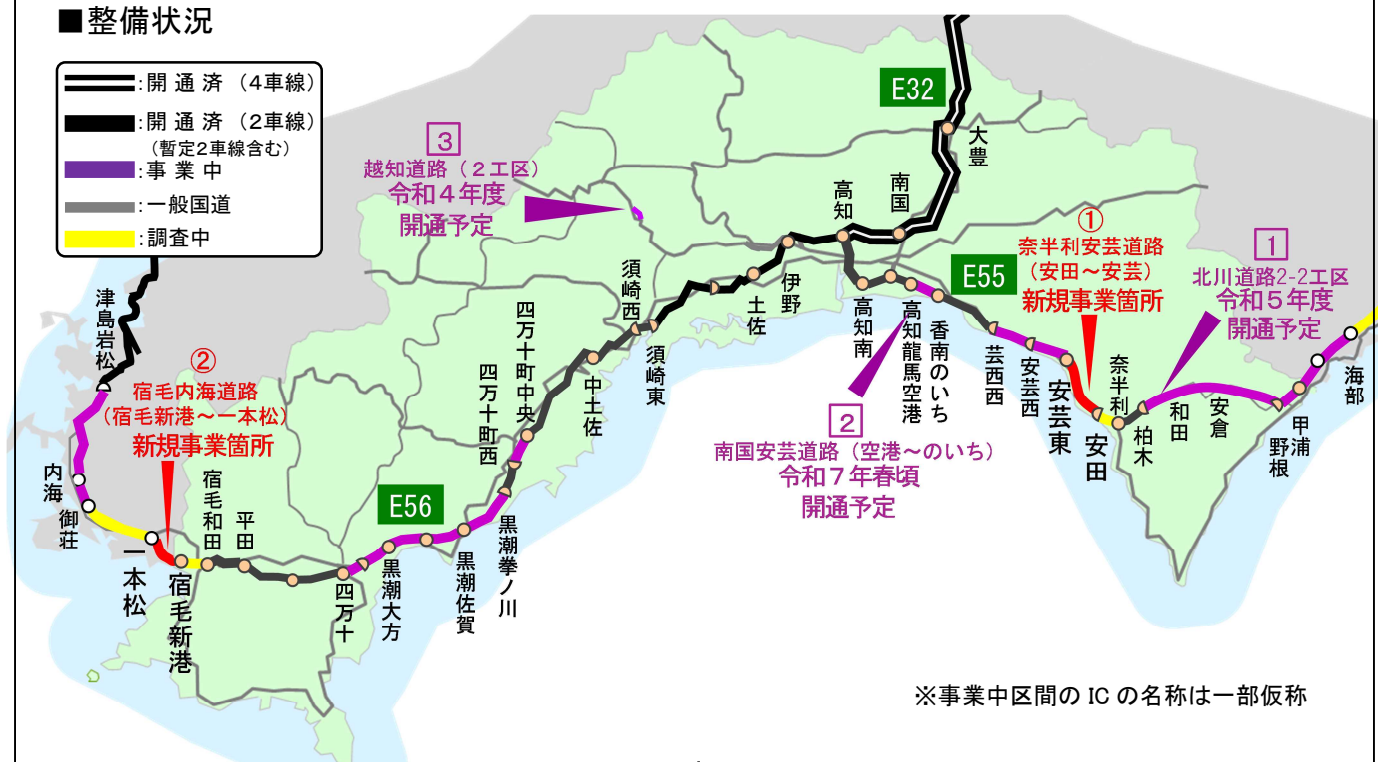 ■整備状況
:開通済（4車線）
:開通済（2車線）
（暫定2車線含む）
:事業中
:一般国道
:調査中
E32
大豊
3
越知道路（2工区）
令和4年度
開通予定
高知
南国
①
奈半利安芸道路
（安田～安芸）
新規事業箇所
1
北川道路2-2工区
令和5年度
開通予定
E55
須崎西
伊野
土佐
高知南
高知龍馬空港
香南のいち
芸西西
安芸西
安芸東
安田
奈半利
柏木
和田
安倉
野根
甲浦
海部
津島岩松
②
宿毛内海道路
（宿毛新港～一本松）
新規事業箇所
四万十町中央
四万十町西
須崎東
中土佐
2
南国安芸道路（空港～のいち）
令和7年春頃
開通予定
内海
御荘
宿毛和田
平田
E56
一本松
宿毛新港
四万十
黒潮大方
黒潮佐賀
黒潮拳ノ川
※事業中区間の IC の名称は一部仮称